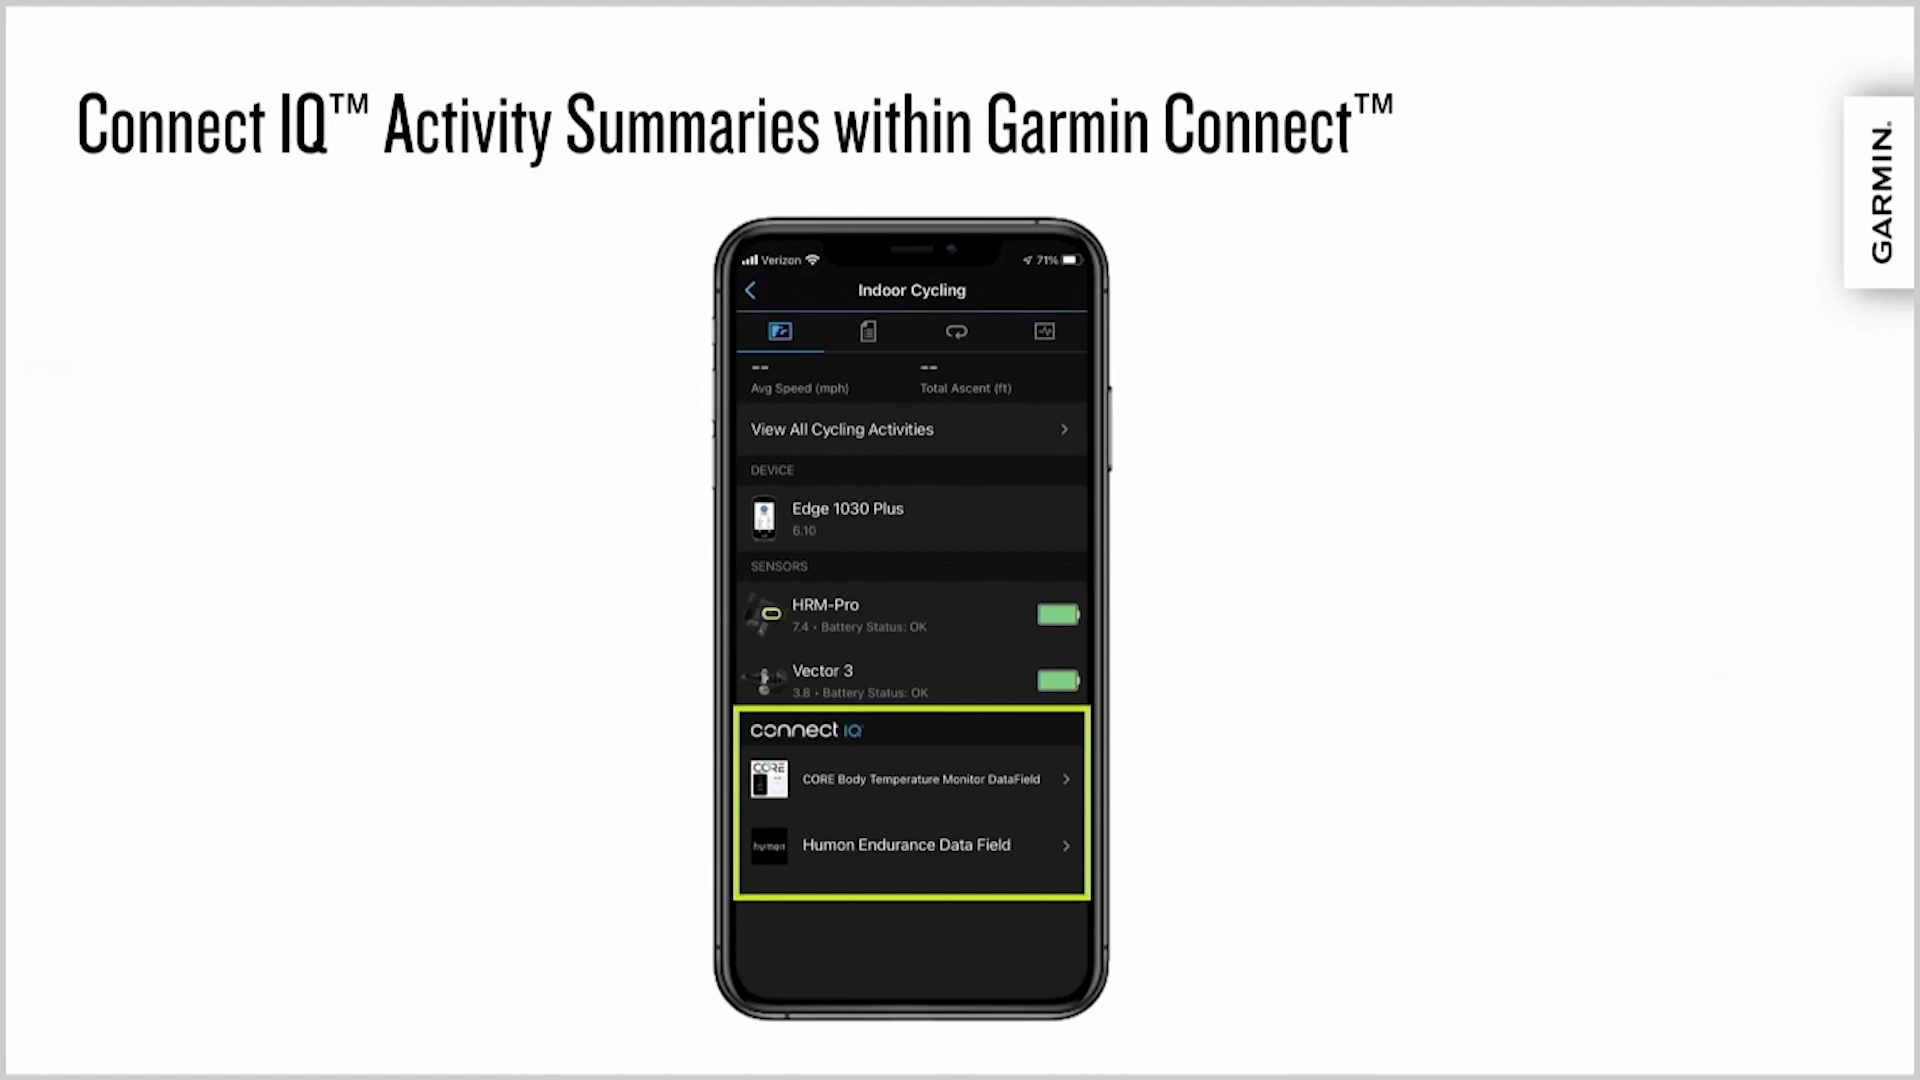 Connect IQ™ Activity Summaries within Garmin Connect™
GARMIN®
Verizon
71%
Indoor Cycling
--
--
Avg Speed (mph)
Total Ascent (ft)
View All Cycling Activities
DEVICE
Edge 1030 Plus
6.10
SENSORS
HRM-Pro
7.4 • Battery Status: OK
Vector 3
3.8 • Battery Status: OK
connect IQ
CORE
CORE Body Temperature Monitor DataField
humon
Humon Endurance Data Field